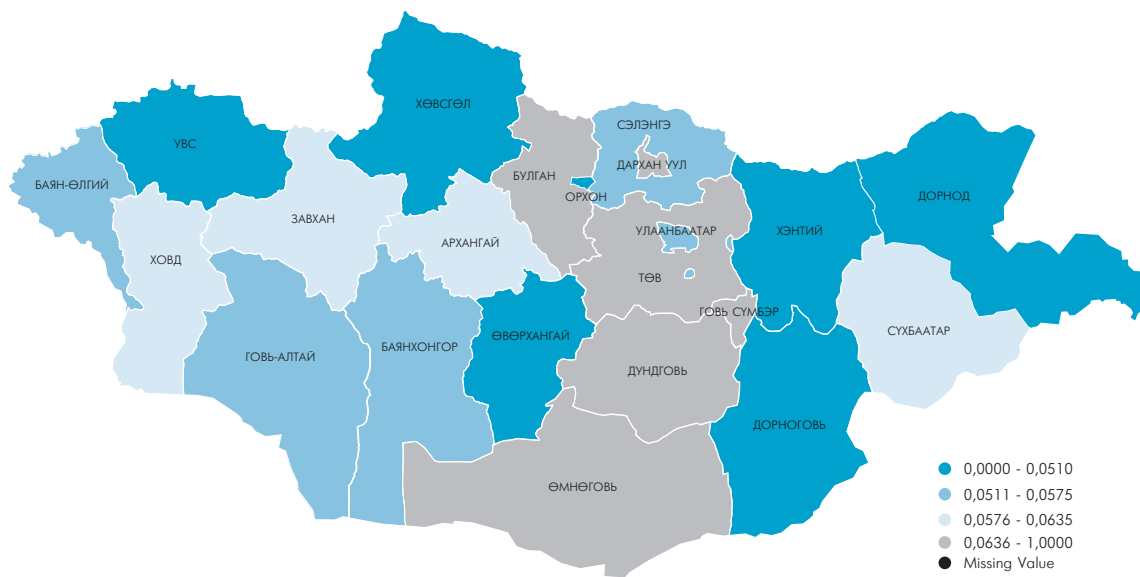 ХӨВСГӨЛ
СЭЛЭНГЭ
УВС
ДАРХАН УУЛ
БУЛГАН
БАЯН-ӨЛГИЙ
ОРХОН
ДОРНОД
ЗАВХАН
УЛААНБААТАР
ХЭНТИЙ
АРХАНГАЙ
ХОВД
ТӨВ
ГОВЬ СҮМБЭР
СҮХБААТАР
ӨВӨРХАНГАЙ
БАЯНХОНГОР
ГОВЬ-АЛТАЙ
ДУНДГОВЬ
ДОРНОГОВЬ
ӨМНӨГОВЬ
0,0000 - 0,0510
0,0511 - 0,0575
0,0576 - 0,0635
0,0636 - 1,0000
Missing Value